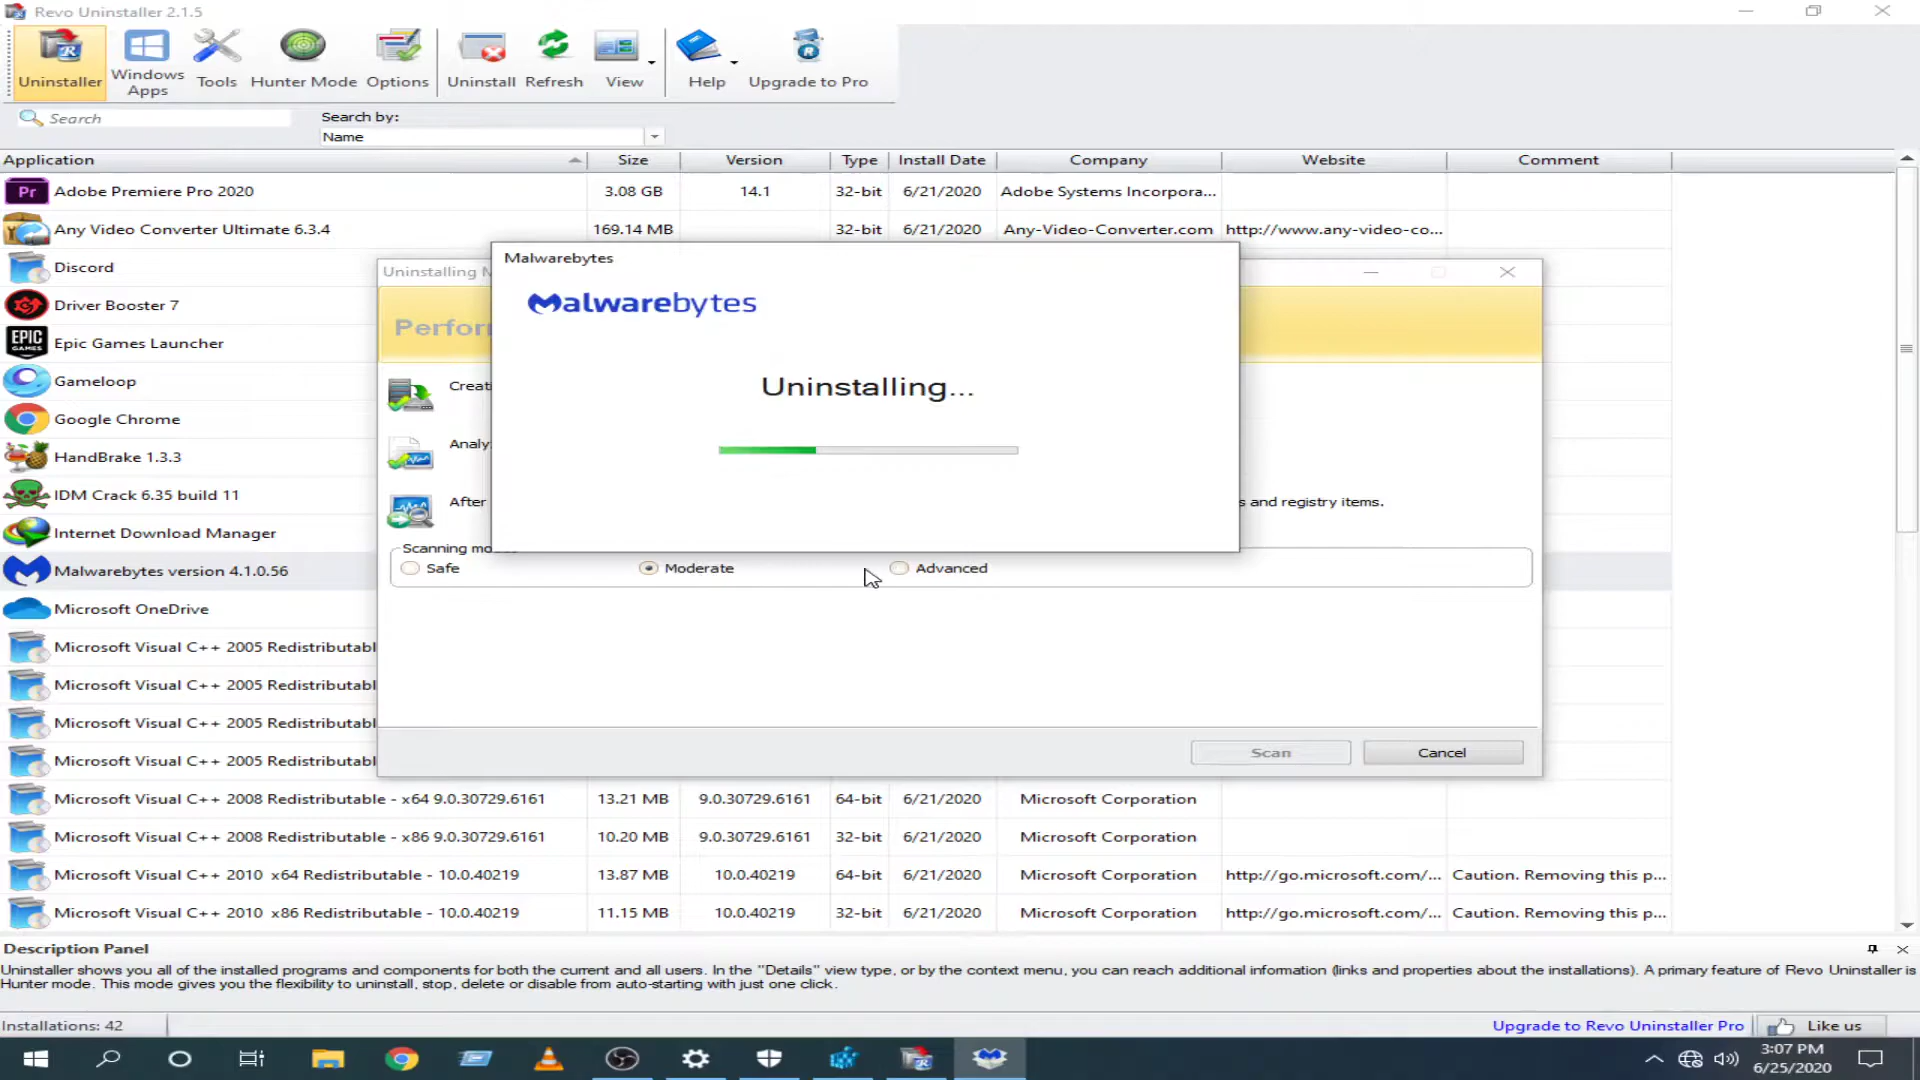 Revo Uninstaller 2.1.5
Uninstaller
Windows Apps
Tools
Hunter Mode
Options
Uninstall
Refresh
View
Help
Upgrade to Pro
Search
Search by:
Name
Application Size Version Type Install Date Company Website Comment
Pr Adobe Premiere Pro 2020 3.08 GB 14.1 32-bit 6/21/2020 Adobe Systems Incorpora...
Any Video Converter Ultimate 6.3.4 169.14 MB 32-bit 6/21/2020 Any-Video-Converter.com http://www.any-video-co...
Discord
Driver Booster 7
EPIC GAMES Epic Games Launcher
Gameloop
Google Chrome
HandBrake 1.3.3
IDM Crack 6.35 build 11
Internet Download Manager
Malwarebytes version 4.1.0.56
Microsoft OneDrive
Microsoft Visual C++ 2005 Redistributabl
Microsoft Visual C++ 2005 Redistributabl
Microsoft Visual C++ 2005 Redistributabl
Microsoft Visual C++ 2005 Redistributabl
Microsoft Visual C++ 2008 Redistributable - x64 9.0.30729.6161 13.21 MB 9.0.30729.6161 64-bit 6/21/2020 Microsoft Corporation
Microsoft Visual C++ 2008 Redistributable - x86 9.0.30729.6161 10.20 MB 9.0.30729.6161 32-bit 6/21/2020 Microsoft Corporation
Microsoft Visual C++ 2010 x64 Redistributable - 10.0.40219 13.87 MB 10.0.40219 64-bit 6/21/2020 Microsoft Corporation http://go.microsoft.com/... Caution. Removing this p...
Microsoft Visual C++ 2010 x86 Redistributable - 10.0.40219 11.15 MB 10.0.40219 32-bit 6/21/2020 Microsoft Corporation http://go.microsoft.com/... Caution. Removing this p...
Uninstalling M
Perfor
Creati
Analy
After
s and registry items.
Scanning mo
Safe
Moderate
Advanced
Scan
Cancel
Malwarebytes
Malwarebytes
Uninstalling...
Description Panel
Uninstaller shows you all of the installed programs and components for both the current and all users. In the "Details" view type, or by the context menu, you can reach additional information (links and properties about the installations). A primary feature of Revo Uninstaller is
Hunter mode. This mode gives you the flexibility to uninstall, stop, delete or disable from auto-starting with just one click.
Installations: 42
Upgrade to Revo Uninstaller Pro
Like us
3:07 PM
6/25/2020